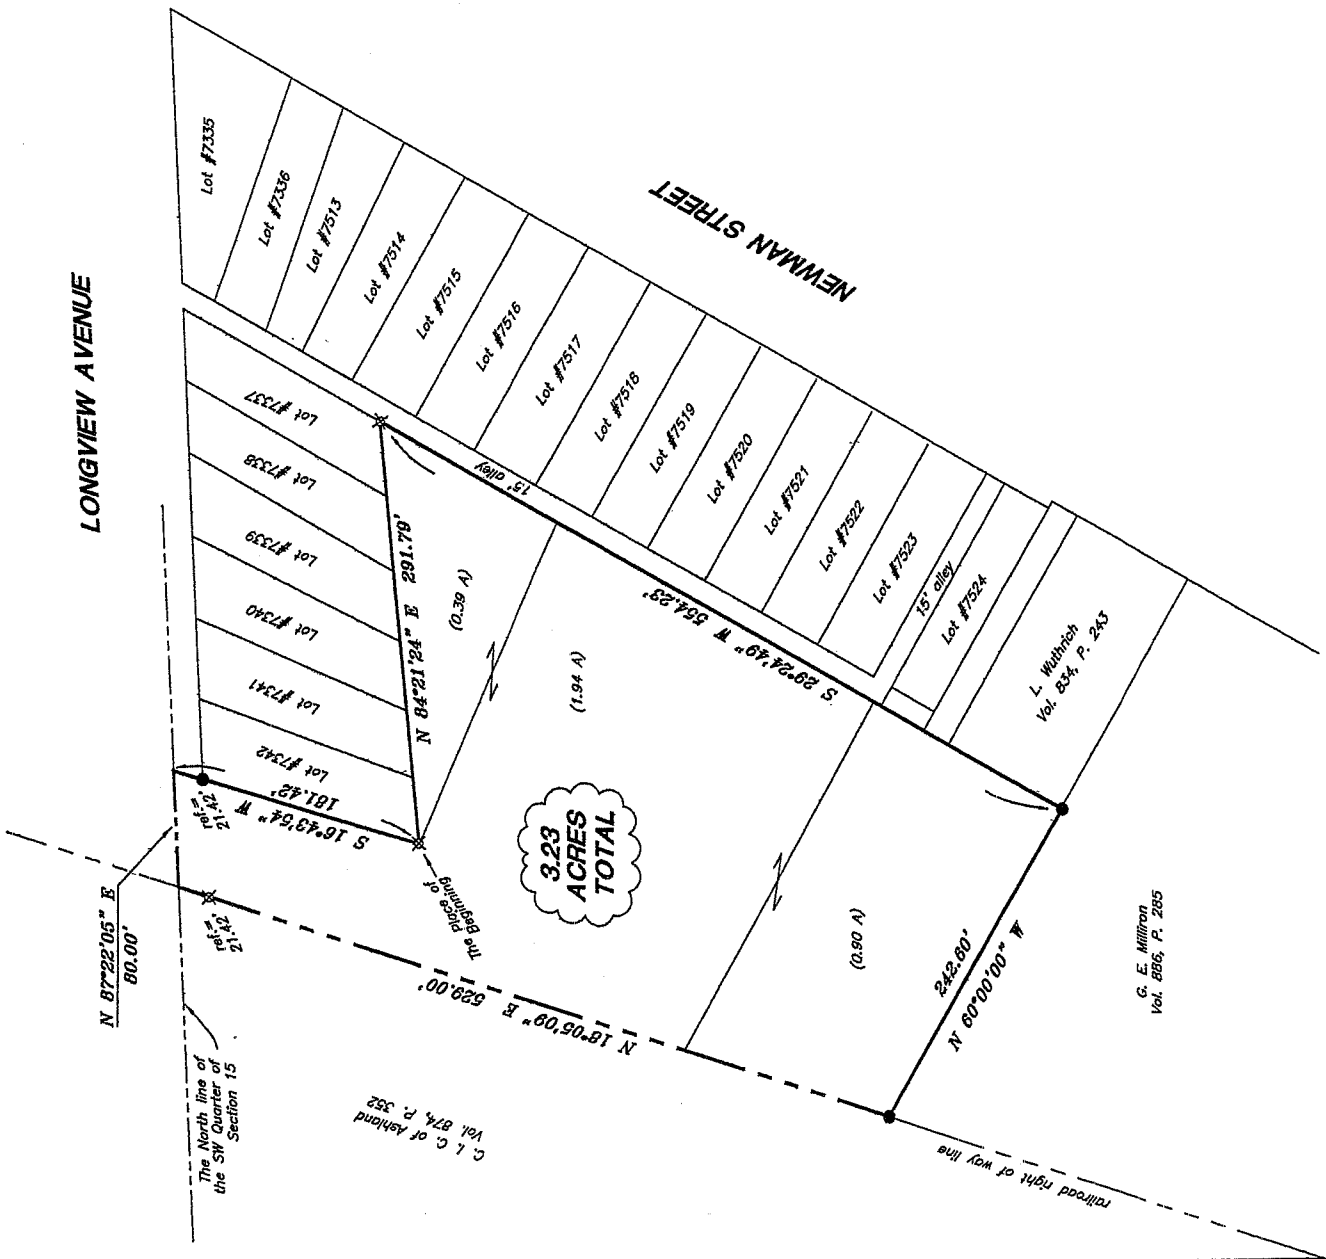 LONGVIEW AVENUE
NEWMAN STREET
Lot #7335
Lot #7336
Lot #7513
Lot #7514
Lot #7515
Lot #7516
Lot #7517
Lot #7518
Lot #7519
Lot #7520
Lot #7521
Lot #7522
Lot #7523
15' alley
Lot #7524
L. Wuthrich
Vol. 834, P. 243
Lot #7337
Lot #7338
Lot #7339
Lot #7340
Lot #7341
Lot #7342
15' alley
N 84°21'24" E 291.79'
(0.39 A)
S 29°24'49" W 554.23'
(1.94 A)
S 16°43'54" W
181.42'
ref.=
21.42'
ref.=
21.42'
N 87°22'05" E
80.00'
The Place of
The Beginning
3.23
ACRES
TOTAL
N 18°05'09" E 529.00'
The North line of
the SW Quarter of
Section 15
C. I. C. of Ashland
Vol. 874, P. 352
(0.90 A)
242.60'
N 60°00'00" W
G. E. Milliron
Vol. 886, P. 285
railroad right of way line